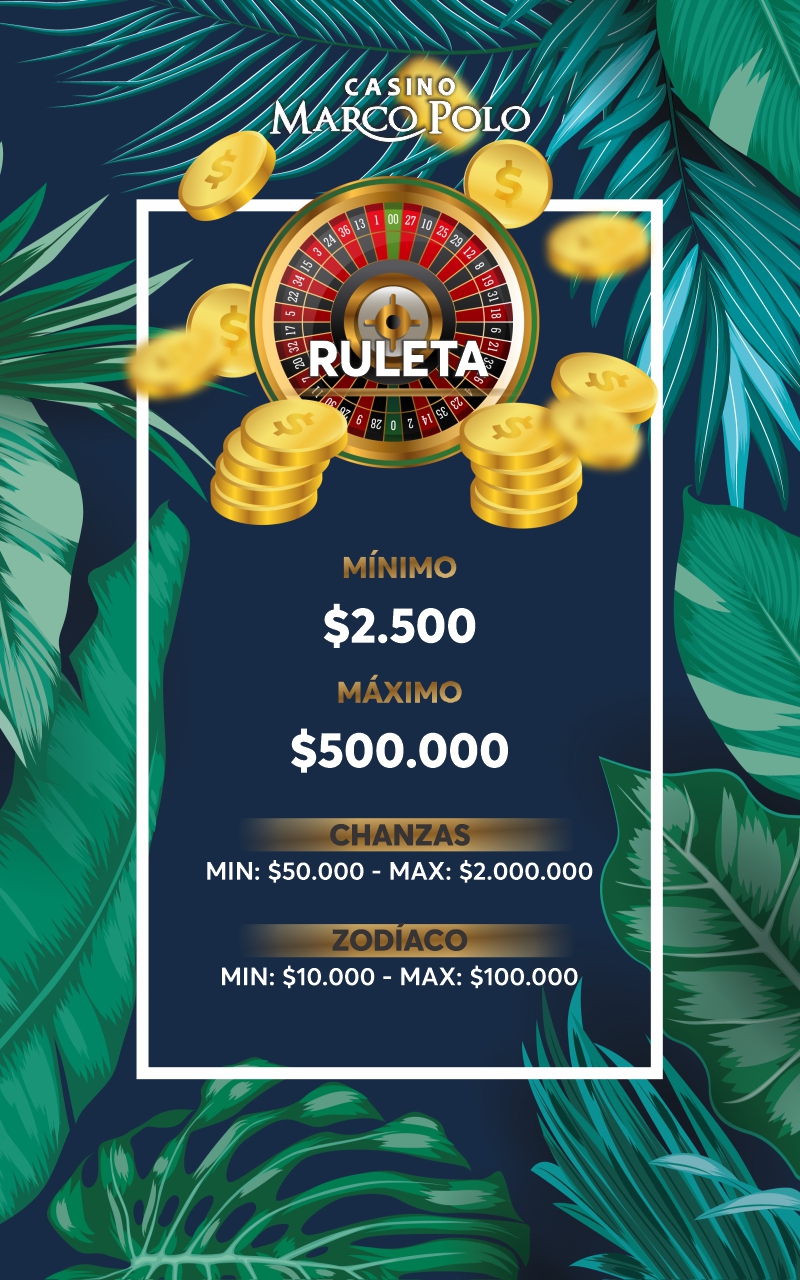 CASINO
MARCO POLO
RULETA
MÍNIMO
$2.500
MÁXIMO
$500.000
CHANZAS
MIN: $50.000 - MAX: $2.000.000
ZODÍACO
MIN: $10.000 - MAX: $100.000